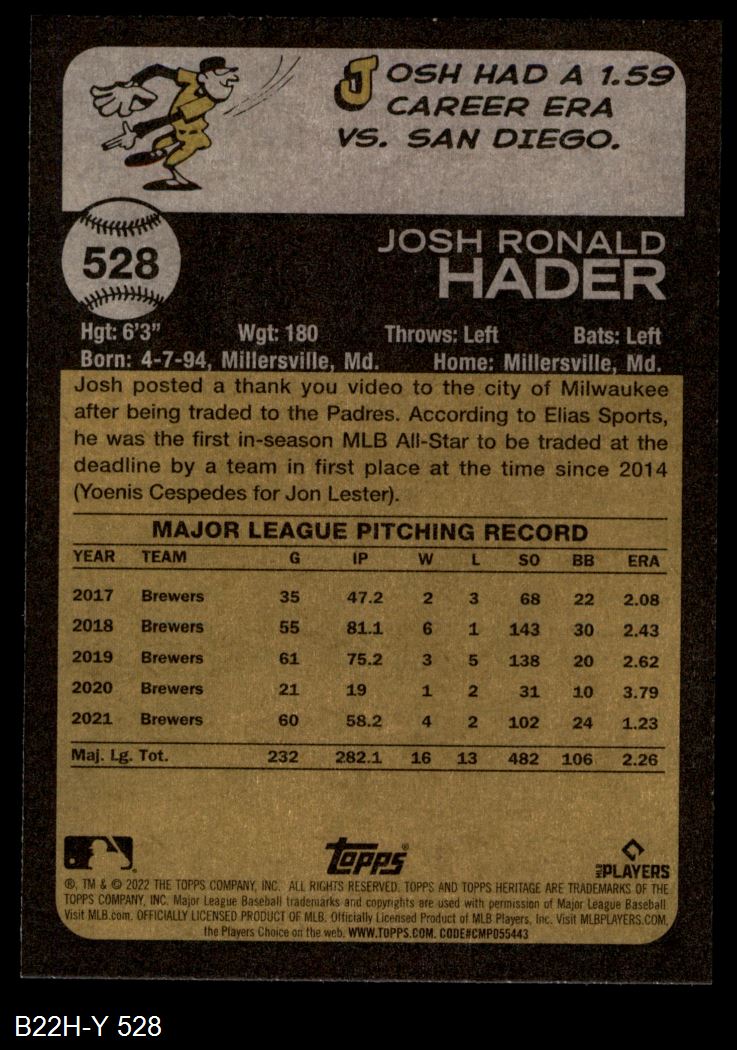 JOSH HAD A 1.59
CAREER ERA
VS. SAN DIEGO.
528
JOSH RONALD
HADER
Hgt: 6'3" Wgt: 180 Throws: Left Bats: Left
Born: 4-7-94, Millersville, Md. Home: Millersville, Md.
Josh posted a thank you video to the city of Milwaukee
after being traded to the Padres. According to Elias Sports,
he was the first in-season MLB All-Star to be traded at the
deadline by a team in first place at the time since 2014
(Yoenis Cespedes for Jon Lester).
MAJOR LEAGUE PITCHING RECORD
YEAR TEAM G IP W L SO BB ERA
2017 Brewers 35 47.2 2 3 68 22 2.08
2018 Brewers 55 81.1 6 1 143 30 2.43
2019 Brewers 61 75.2 3 5 138 20 2.62
2020 Brewers 21 19 1 2 31 10 3.79
2021 Brewers 60 58.2 4 2 102 24 1.23
Maj. Lg. Tot. 232 282.1 16 13 482 106 2.26
Topps® MLB PLAYERS
®, TM & © 2022 THE TOPPS COMPANY, INC. ALL RIGHTS RESERVED. TOPPS AND TOPPS HERITAGE ARE TRADEMARKS OF THE
TOPPS COMPANY, INC. Major League Baseball trademarks and copyrights are used with permission of Major League Baseball.
Visit MLB.com. OFFICIALLY LICENSED PRODUCT OF MLB. Officially Licensed Product of MLB Players, Inc. Visit MLBPLAYERS.COM,
the Players Choice on the web. WWW.TOPPS.COM. CODE#CMP055443
B22H-Y 528